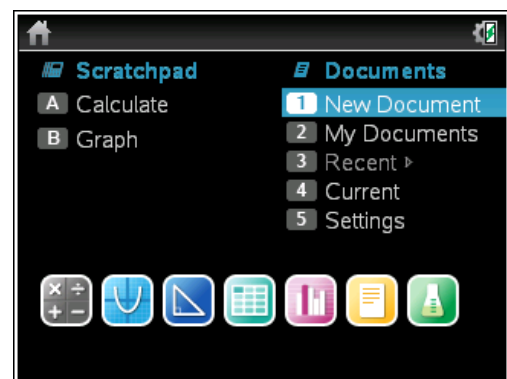 Scratchpad
A Calculate
B Graph
Documents
1 New Document
2 My Documents
3 Recent ▹
4 Current
5 Settings